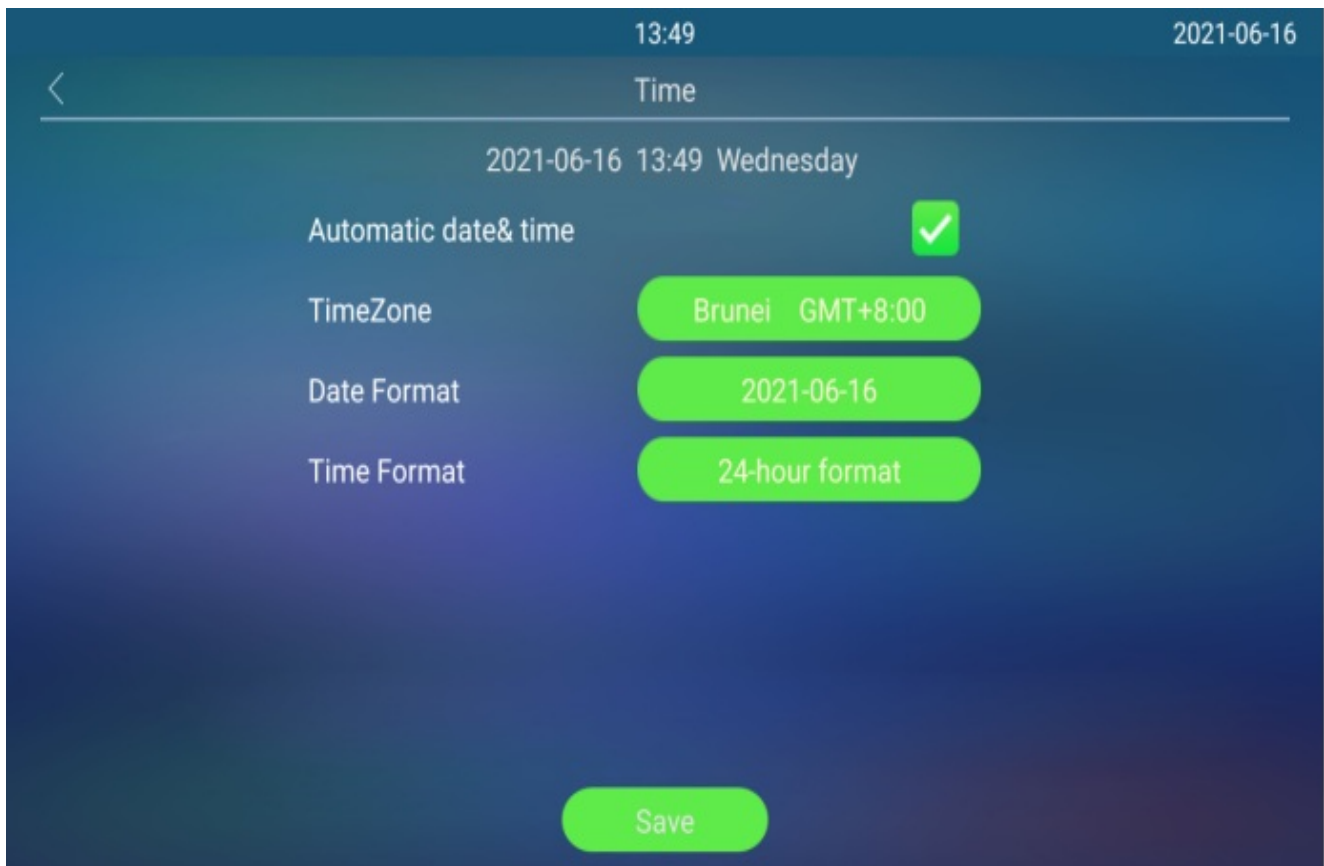 13:49 2021-06-16
Time
2021-06-16 13:49 Wednesday
Automatic date& time
TimeZone Brunei GMT+8:00
Date Format 2021-06-16
Time Format 24-hour format
Save